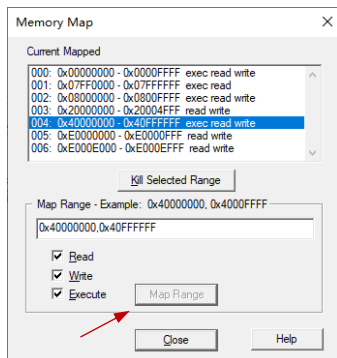 Memory Map
Current Mapped
000: 0x00000000 - 0x0000FFFF exec read write
001: 0x07FF0000 - 0x07FFFFFF exec read
002: 0x08000000 - 0x0800FFFF exec read write
003: 0x20000000 - 0x20004FFF read write
004: 0x40000000 - 0x40FFFFFF exec read write
005: 0xE0000000 - 0xE0000FFF read write
006: 0xE000E000 - 0xE000EFFF read write
Kill Selected Range
Map Range - Example: 0x40000000, 0x4000FFFF
0x40000000,0x40FFFFFF
Read
Write
Execute
Map Range
Close
Help